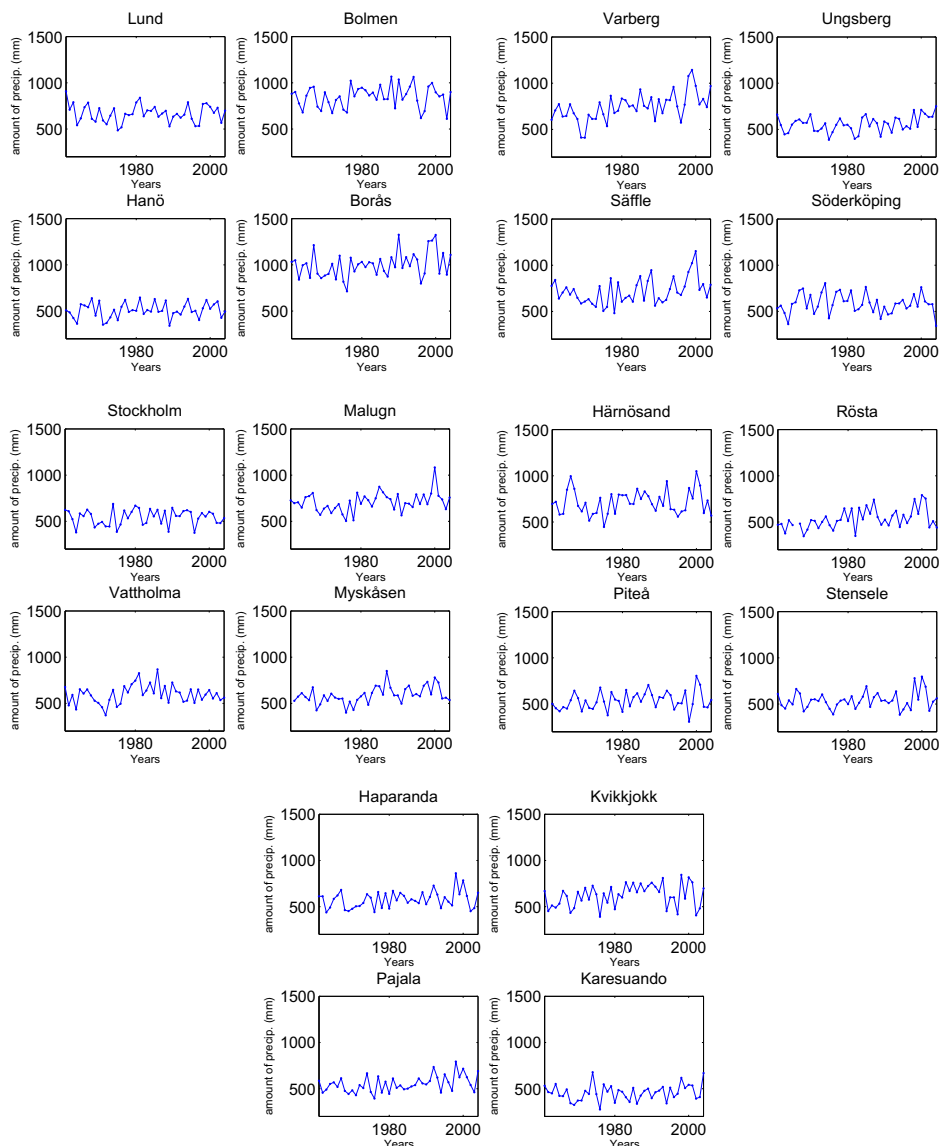 Lund
1500
1000
500
amount of precip. (mm)
1980
2000
Years
Bolmen
1500
1000
500
amount of precip. (mm)
1980
2000
Years
Varberg
1500
1000
500
amount of precip. (mm)
1980
2000
Years
Ungsberg
1500
1000
500
amount of precip. (mm)
1980
2000
Years
Hanö
1500
1000
500
amount of precip. (mm)
1980
2000
Years
Borås
1500
1000
500
amount of precip. (mm)
1980
2000
Years
Säffle
1500
1000
500
amount of precip. (mm)
1980
2000
Years
Söderköping
1500
1000
500
amount of precip. (mm)
1980
2000
Years
Stockholm
1500
1000
500
amount of precip. (mm)
1980
2000
Years
Malugn
1500
1000
500
amount of precip. (mm)
1980
2000
Years
Härnösand
1500
1000
500
amount of precip. (mm)
1980
2000
Years
Rösta
1500
1000
500
amount of precip. (mm)
1980
2000
Years
Vattholma
1500
1000
500
amount of precip. (mm)
1980
2000
Years
Myskåsen
1500
1000
500
amount of precip. (mm)
1980
2000
Years
Piteå
1500
1000
500
amount of precip. (mm)
1980
2000
Years
Stensele
1500
1000
500
amount of precip. (mm)
1980
2000
Years
Haparanda
1500
1000
500
amount of precip. (mm)
1980
2000
Years
Kvikkjokk
1500
1000
500
amount of precip. (mm)
1980
2000
Years
Pajala
1500
1000
500
amount of precip. (mm)
1980
2000
Years
Karesuando
1500
1000
500
amount of precip. (mm)
1980
2000
Years